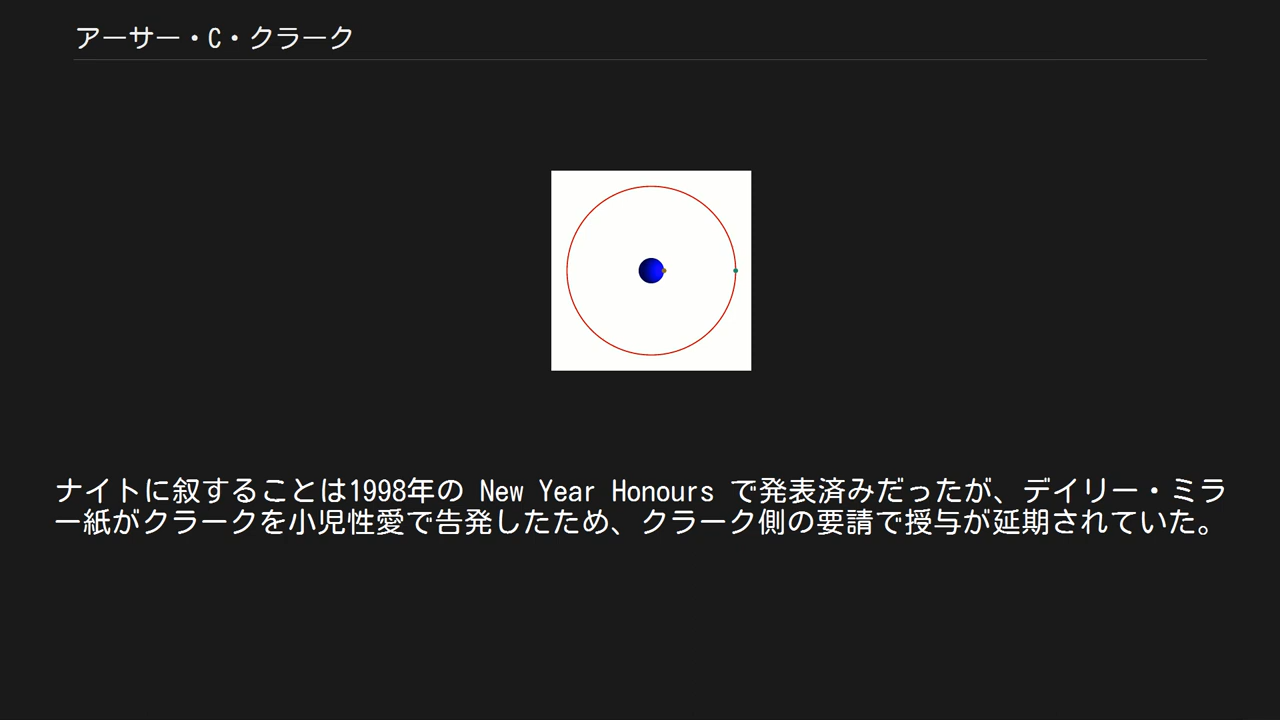 アーサー・C・クラーク
ナイトに叙することは1998年の New Year Honours で発表済みだったが、デイリー・ミラ
ー紙がクラークを小児性愛で告発したため、クラーク側の要請で授与が延期されていた。